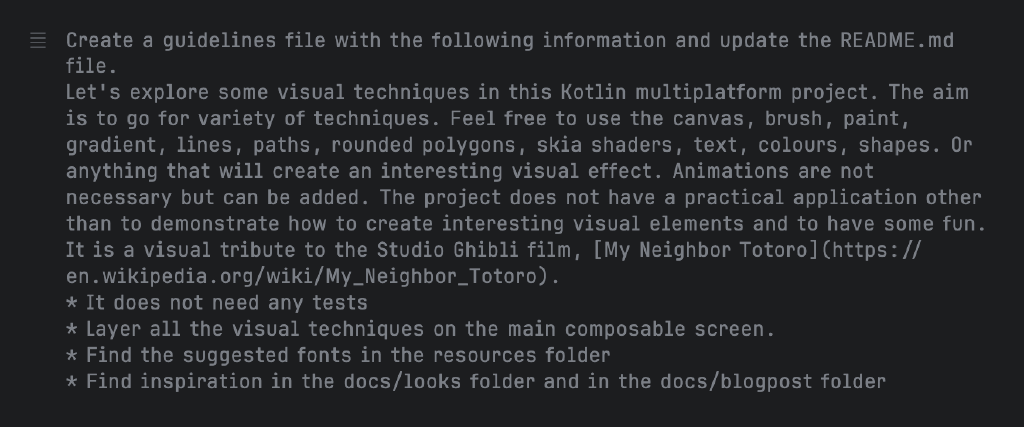 Create a guidelines file with the following information and update the README.md
file.
Let's explore some visual techniques in this Kotlin multiplatform project. The aim
is to go for variety of techniques. Feel free to use the canvas, brush, paint,
gradient, lines, paths, rounded polygons, skia shaders, text, colours, shapes. Or
anything that will create an interesting visual effect. Animations are not
necessary but can be added. The project does not have a practical application other
than to demonstrate how to create interesting visual elements and to have some fun.
It is a visual tribute to the Studio Ghibli film, [My Neighbor Totoro](https://
en.wikipedia.org/wiki/My_Neighbor_Totoro).
* It does not need any tests
* Layer all the visual techniques on the main composable screen.
* Find the suggested fonts in the resources folder
* Find inspiration in the docs/looks folder and in the docs/blogpost folder